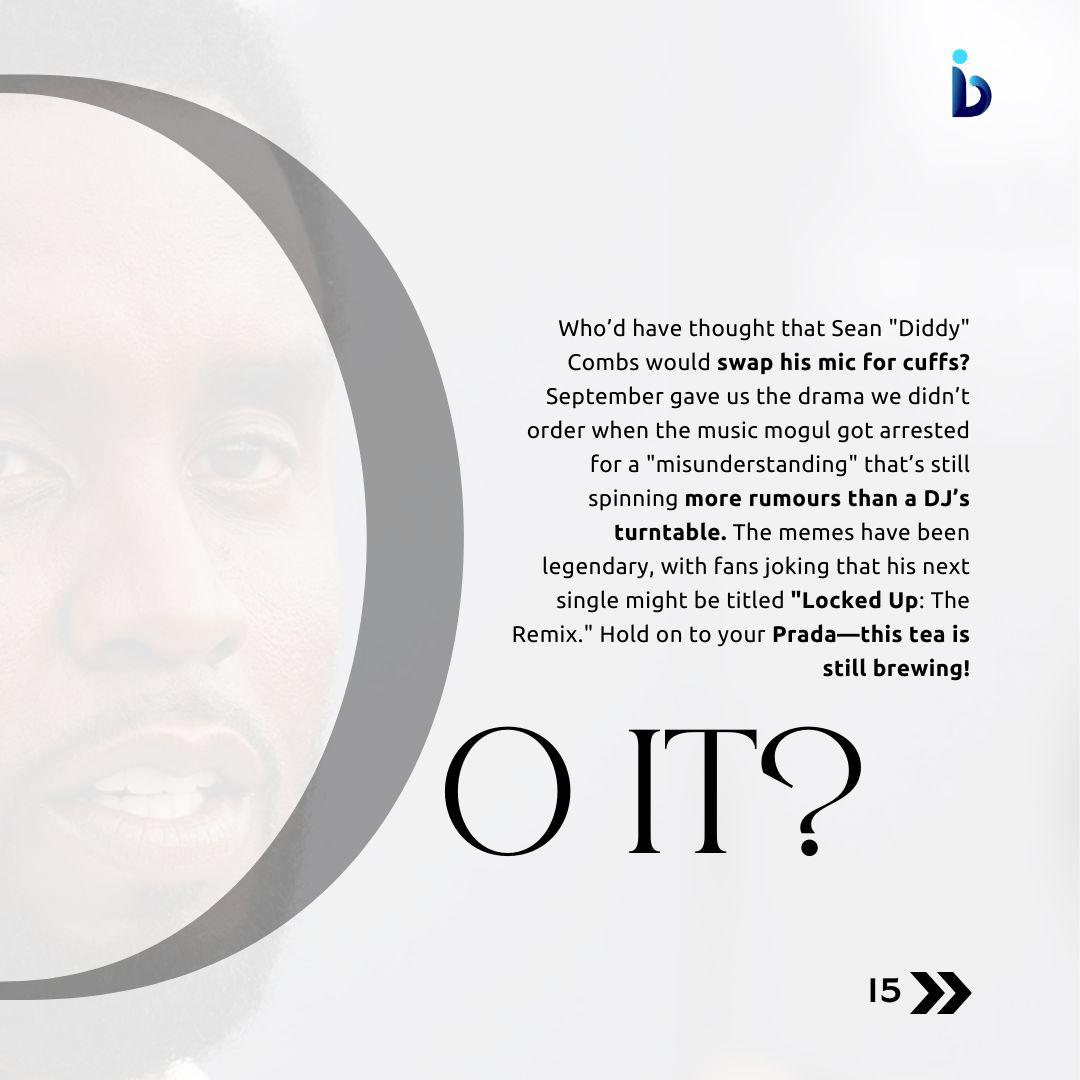 Who’d have thought that Sean "Diddy"
Combs would swap his mic for cuffs?
September gave us the drama we didn’t
order when the music mogul got arrested
for a "misunderstanding" that’s still
spinning more rumours than a DJ’s
turntable. The memes have been
legendary, with fans joking that his next
single might be titled "Locked Up: The
Remix." Hold on to your Prada—this tea is
still brewing!
O IT?
15